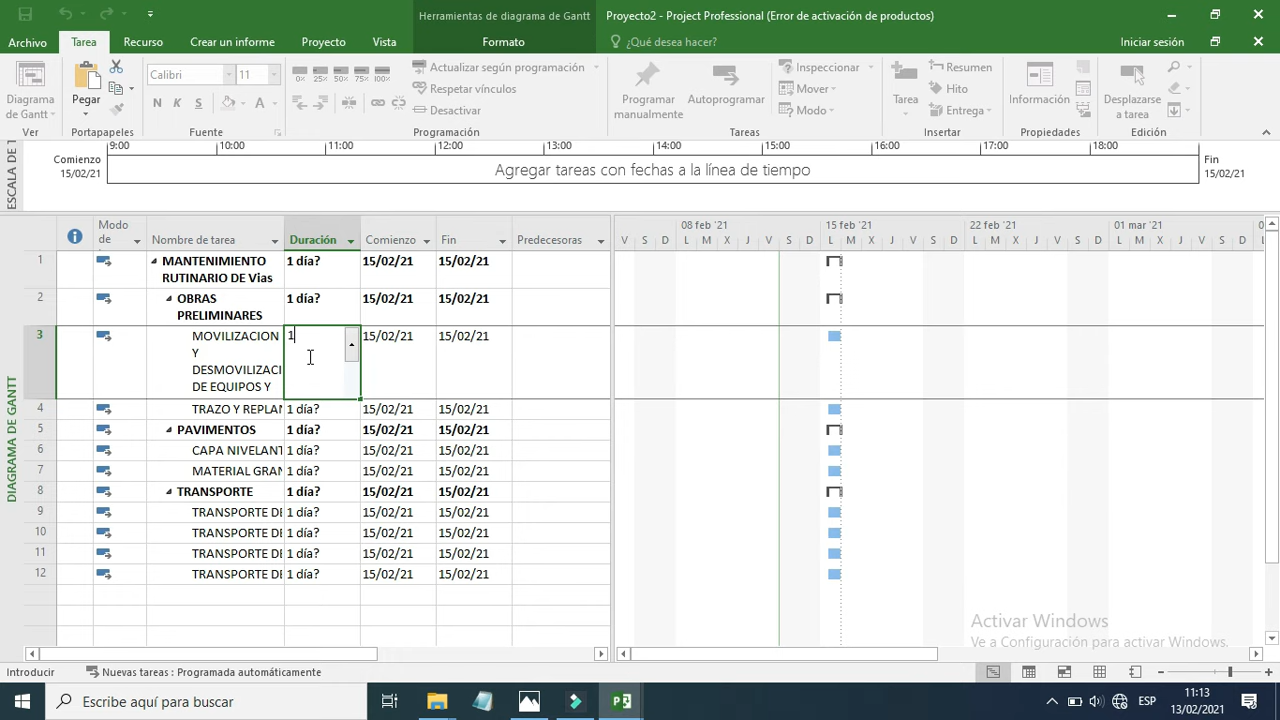 Herramientas de diagrama de Gantt
Proyecto2 - Project Professional (Error de activación de productos)
Archivo
Tarea
Recurso
Crear un informe
Proyecto
Vista
Formato
¿Qué desea hacer?
Iniciar sesión
Diagrama
de Gantt
Ver
Pegar
Portapapeles
Calibri
11
N K S
A
Fuente
0% 25% 50% 75% 100%
Actualizar según programación
Respetar vínculos
Desactivar
Programación
Programar
manualmente
Autoprogramar
Inspeccionar
Mover
Modo
Tareas
Tarea
Resumen
Hito
Entrega
Insertar
Información
Propiedades
Desplazarse
a tarea
Edición
ESCALA DE T
Comienzo
15/02/21
9:00 10:00 11:00 12:00 13:00 14:00 15:00 16:00 17:00 18:00
Agregar tareas con fechas a la línea de tiempo
Fin
15/02/21
DIAGRAMA DE GANTT
Modo
de
Nombre de tarea
Duración
Comienzo
Fin
Predecesoras
08 feb '21 15 feb '21 22 feb '21 01 mar '21
V S D L M X J V S D L M X J V S D L M X J V S D L M X J V S D L
1 MANTENIMIENTO 1 día? 15/02/21 15/02/21
RUTINARIO DE Vias
2 OBRAS 1 día? 15/02/21 15/02/21
PRELIMINARES
3 MOVILIZACION 1 15/02/21 15/02/21
Y
DESMOVILIZACI
DE EQUIPOS Y
4 TRAZO Y REPLAN 1 día? 15/02/21 15/02/21
5 PAVIMENTOS 1 día? 15/02/21 15/02/21
6 CAPA NIVELANT 1 día? 15/02/21 15/02/21
7 MATERIAL GRAN 1 día? 15/02/21 15/02/21
8 TRANSPORTE 1 día? 15/02/21 15/02/21
9 TRANSPORTE DE 1 día? 15/02/21 15/02/21
10 TRANSPORTE DE 1 día? 15/02/21 15/02/21
11 TRANSPORTE DE 1 día? 15/02/21 15/02/21
12 TRANSPORTE DE 1 día? 15/02/21 15/02/21
Activar Windows
Ve a Configuración para activar Windows.
Introducir
Nuevas tareas : Programada automáticamente
Escribe aquí para buscar
ESP
11:13
13/02/2021